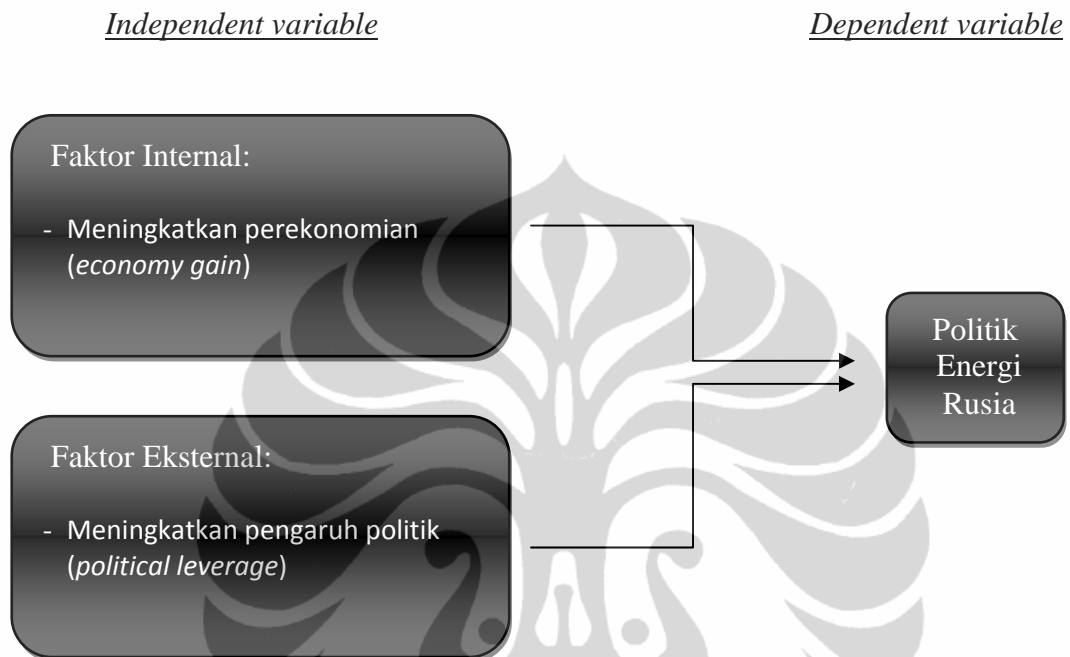 Independent variable
Dependent variable
Faktor Internal:
- Meningkatkan perekonomian
(economy gain)
Politik
Energi
Rusia
Faktor Eksternal:
- Meningkatkan pengaruh politik
(political leverage)